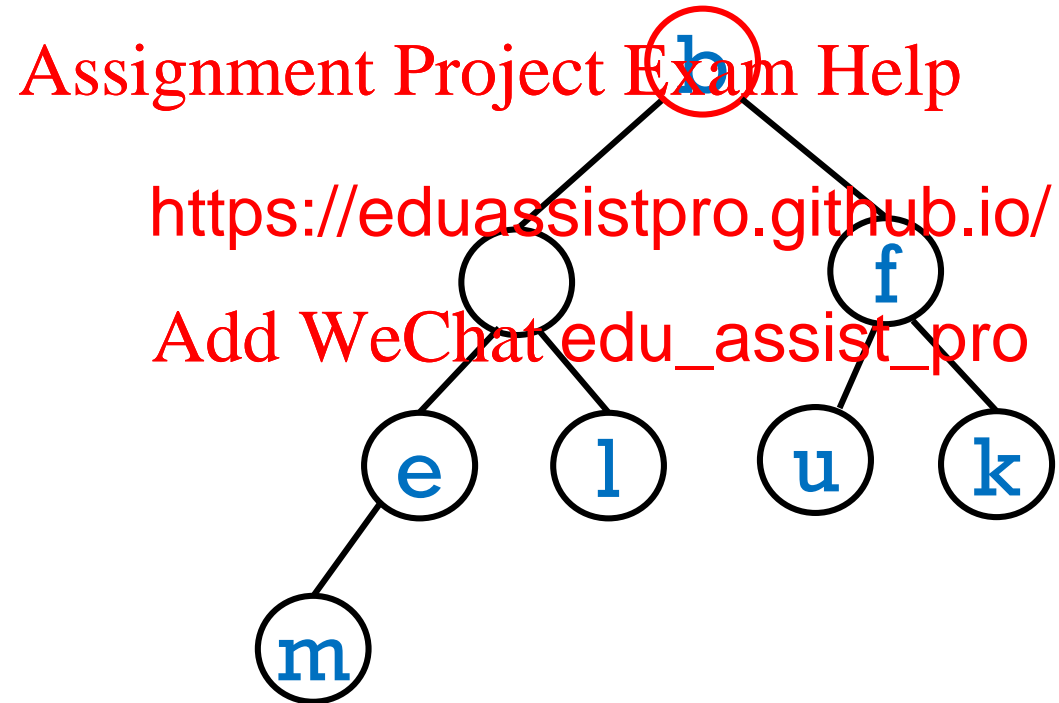 b
Assignment Project Exam Help
https://eduassistpro.github.io/
f
Add WeChat edu_assist_pro
e l u k
m